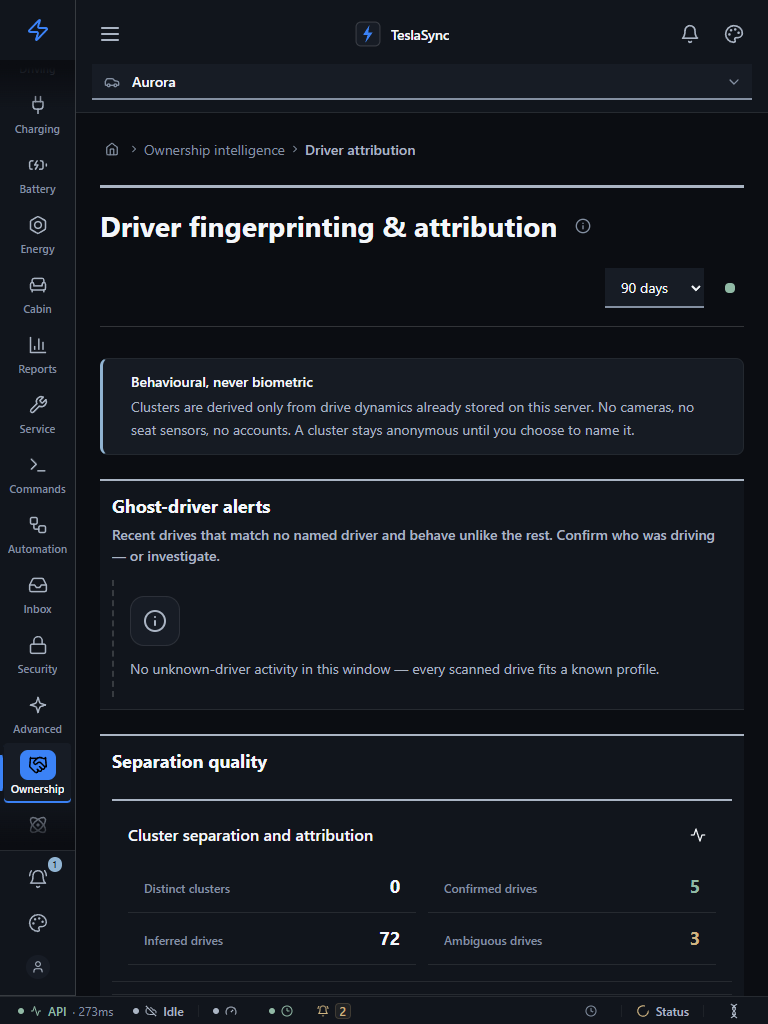 TeslaSync
Aurora
Driving
Charging
Battery
Energy
Cabin
Reports
Service
Commands
Automation
Inbox
Security
Advanced
Ownership
1
Ownership intelligence
Driver attribution
Driver fingerprinting & attribution
90 days
Behavioural, never biometric
Clusters are derived only from drive dynamics already stored on this server. No cameras, no
seat sensors, no accounts. A cluster stays anonymous until you choose to name it.
Ghost-driver alerts
Recent drives that match no named driver and behave unlike the rest. Confirm who was driving
— or investigate.
No unknown-driver activity in this window — every scanned drive fits a known profile.
Separation quality
Cluster separation and attribution
Distinct clusters 0
Confirmed drives 5
Inferred drives 72
Ambiguous drives 3
API · 273ms
Idle
2
Status